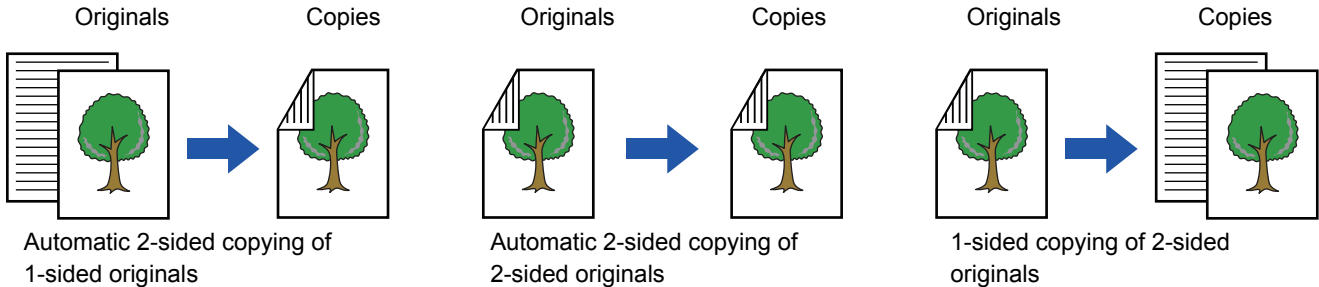 Originals
Copies
Automatic 2-sided copying of
1-sided originals
Originals
Copies
Automatic 2-sided copying of
2-sided originals
Originals
Copies
1-sided copying of 2-sided
originals